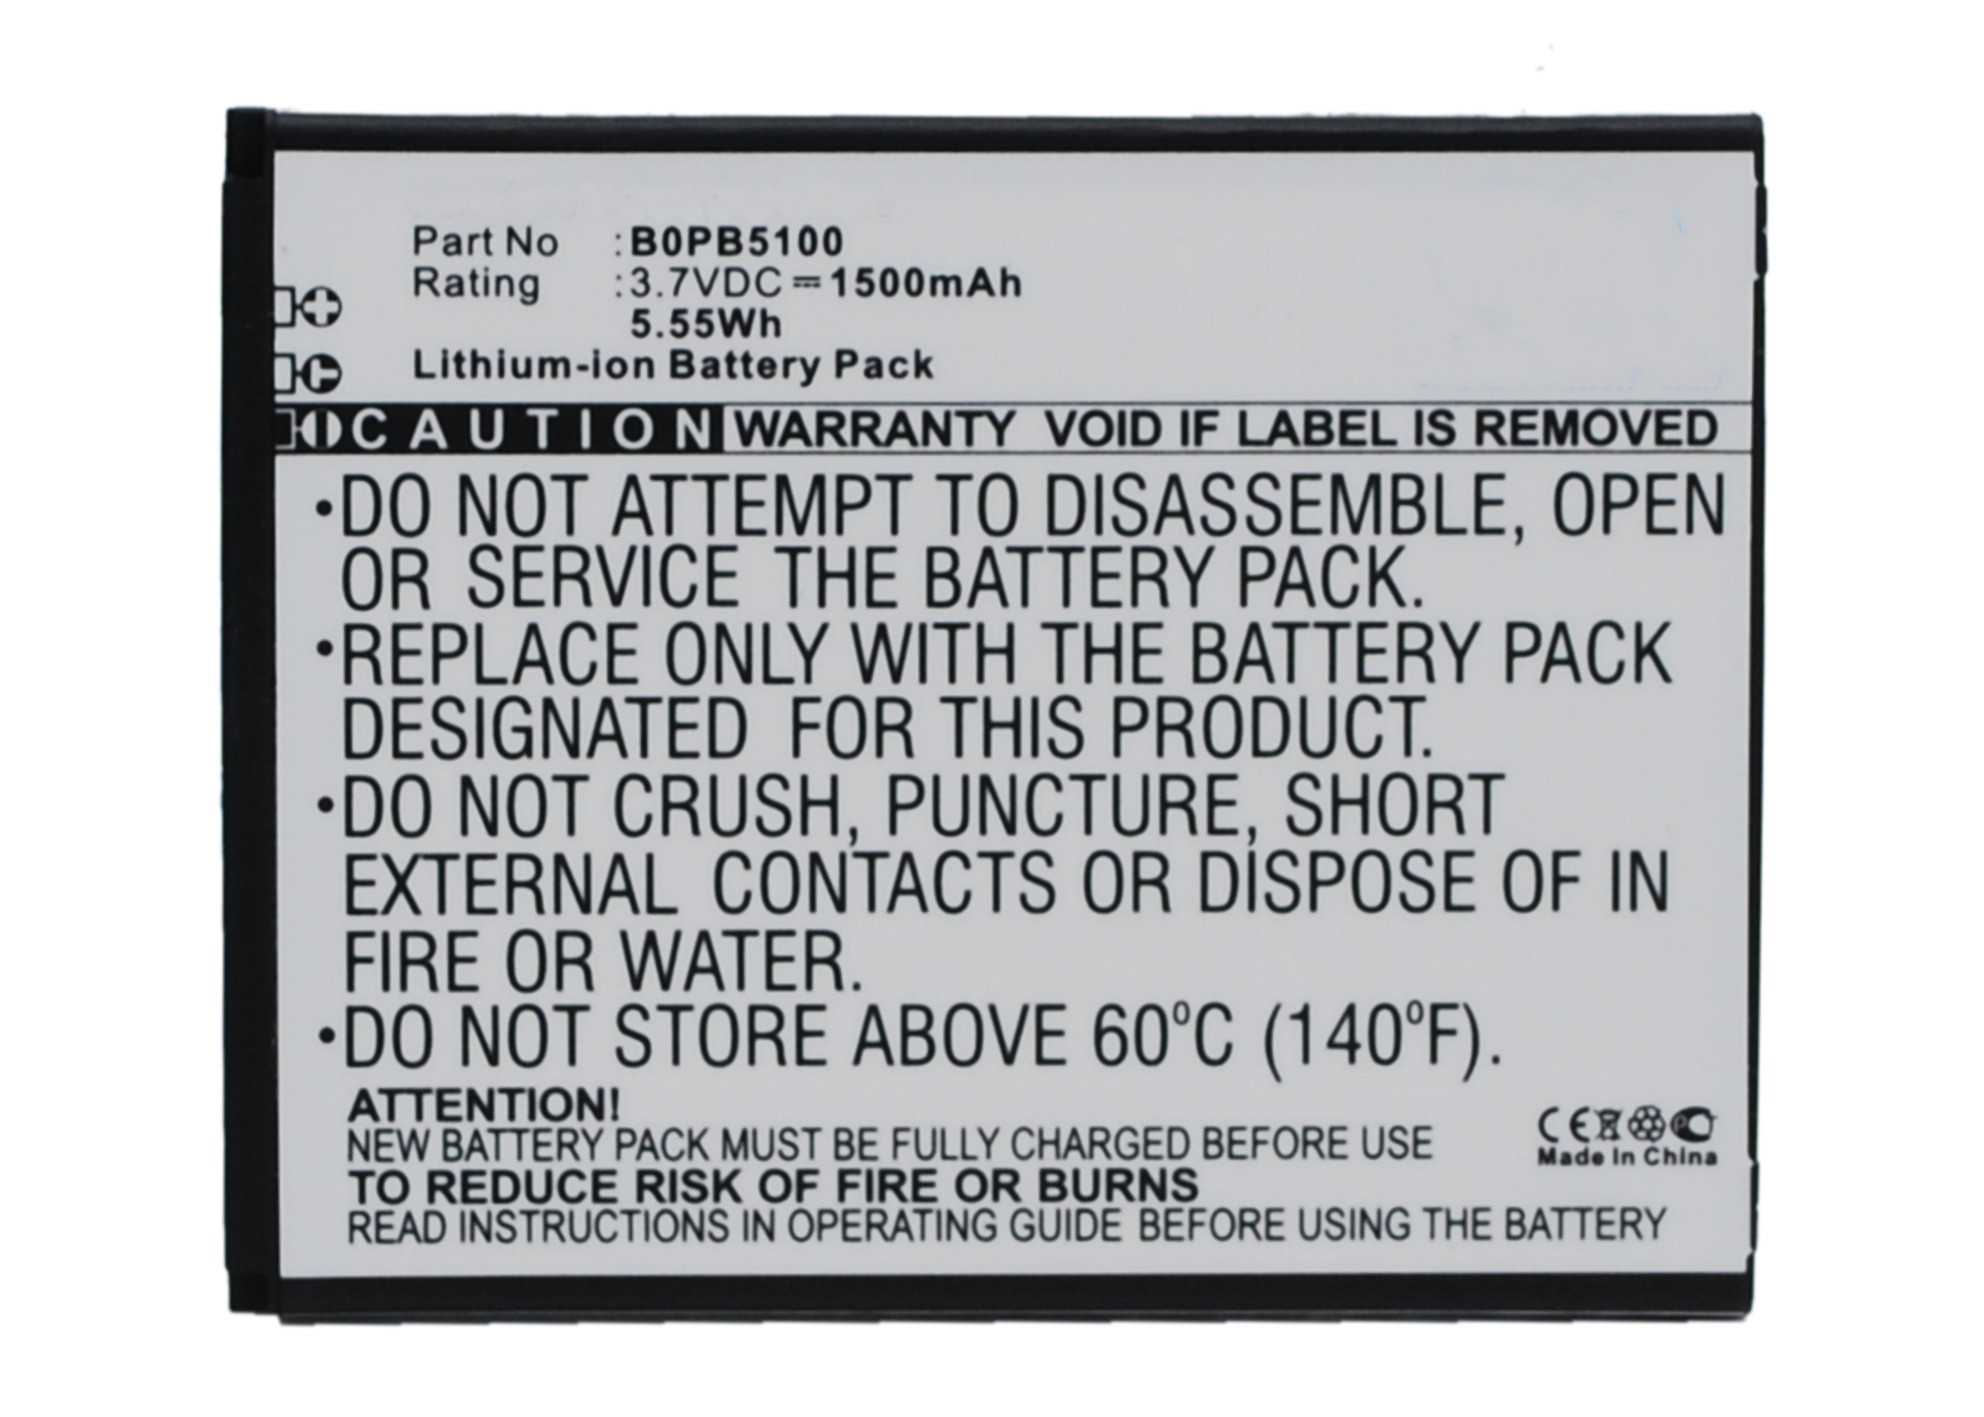 Part No : B0PB5100
Rating : 3.7VDC ⎓ 1500mAh
5.55Wh
Lithium-ion Battery Pack
CAUTION WARRANTY VOID IF LABEL IS REMOVED
•DO NOT ATTEMPT TO DISASSEMBLE, OPEN
OR SERVICE THE BATTERY PACK.
•REPLACE ONLY WITH THE BATTERY PACK
DESIGNATED FOR THIS PRODUCT.
•DO NOT CRUSH, PUNCTURE, SHORT
EXTERNAL CONTACTS OR DISPOSE OF IN
FIRE OR WATER.
•DO NOT STORE ABOVE 60°C (140°F).
ATTENTION!
NEW BATTERY PACK MUST BE FULLY CHARGED BEFORE USE
TO REDUCE RISK OF FIRE OR BURNS
READ INSTRUCTIONS IN OPERATING GUIDE BEFORE USING THE BATTERY
CE
Made In China